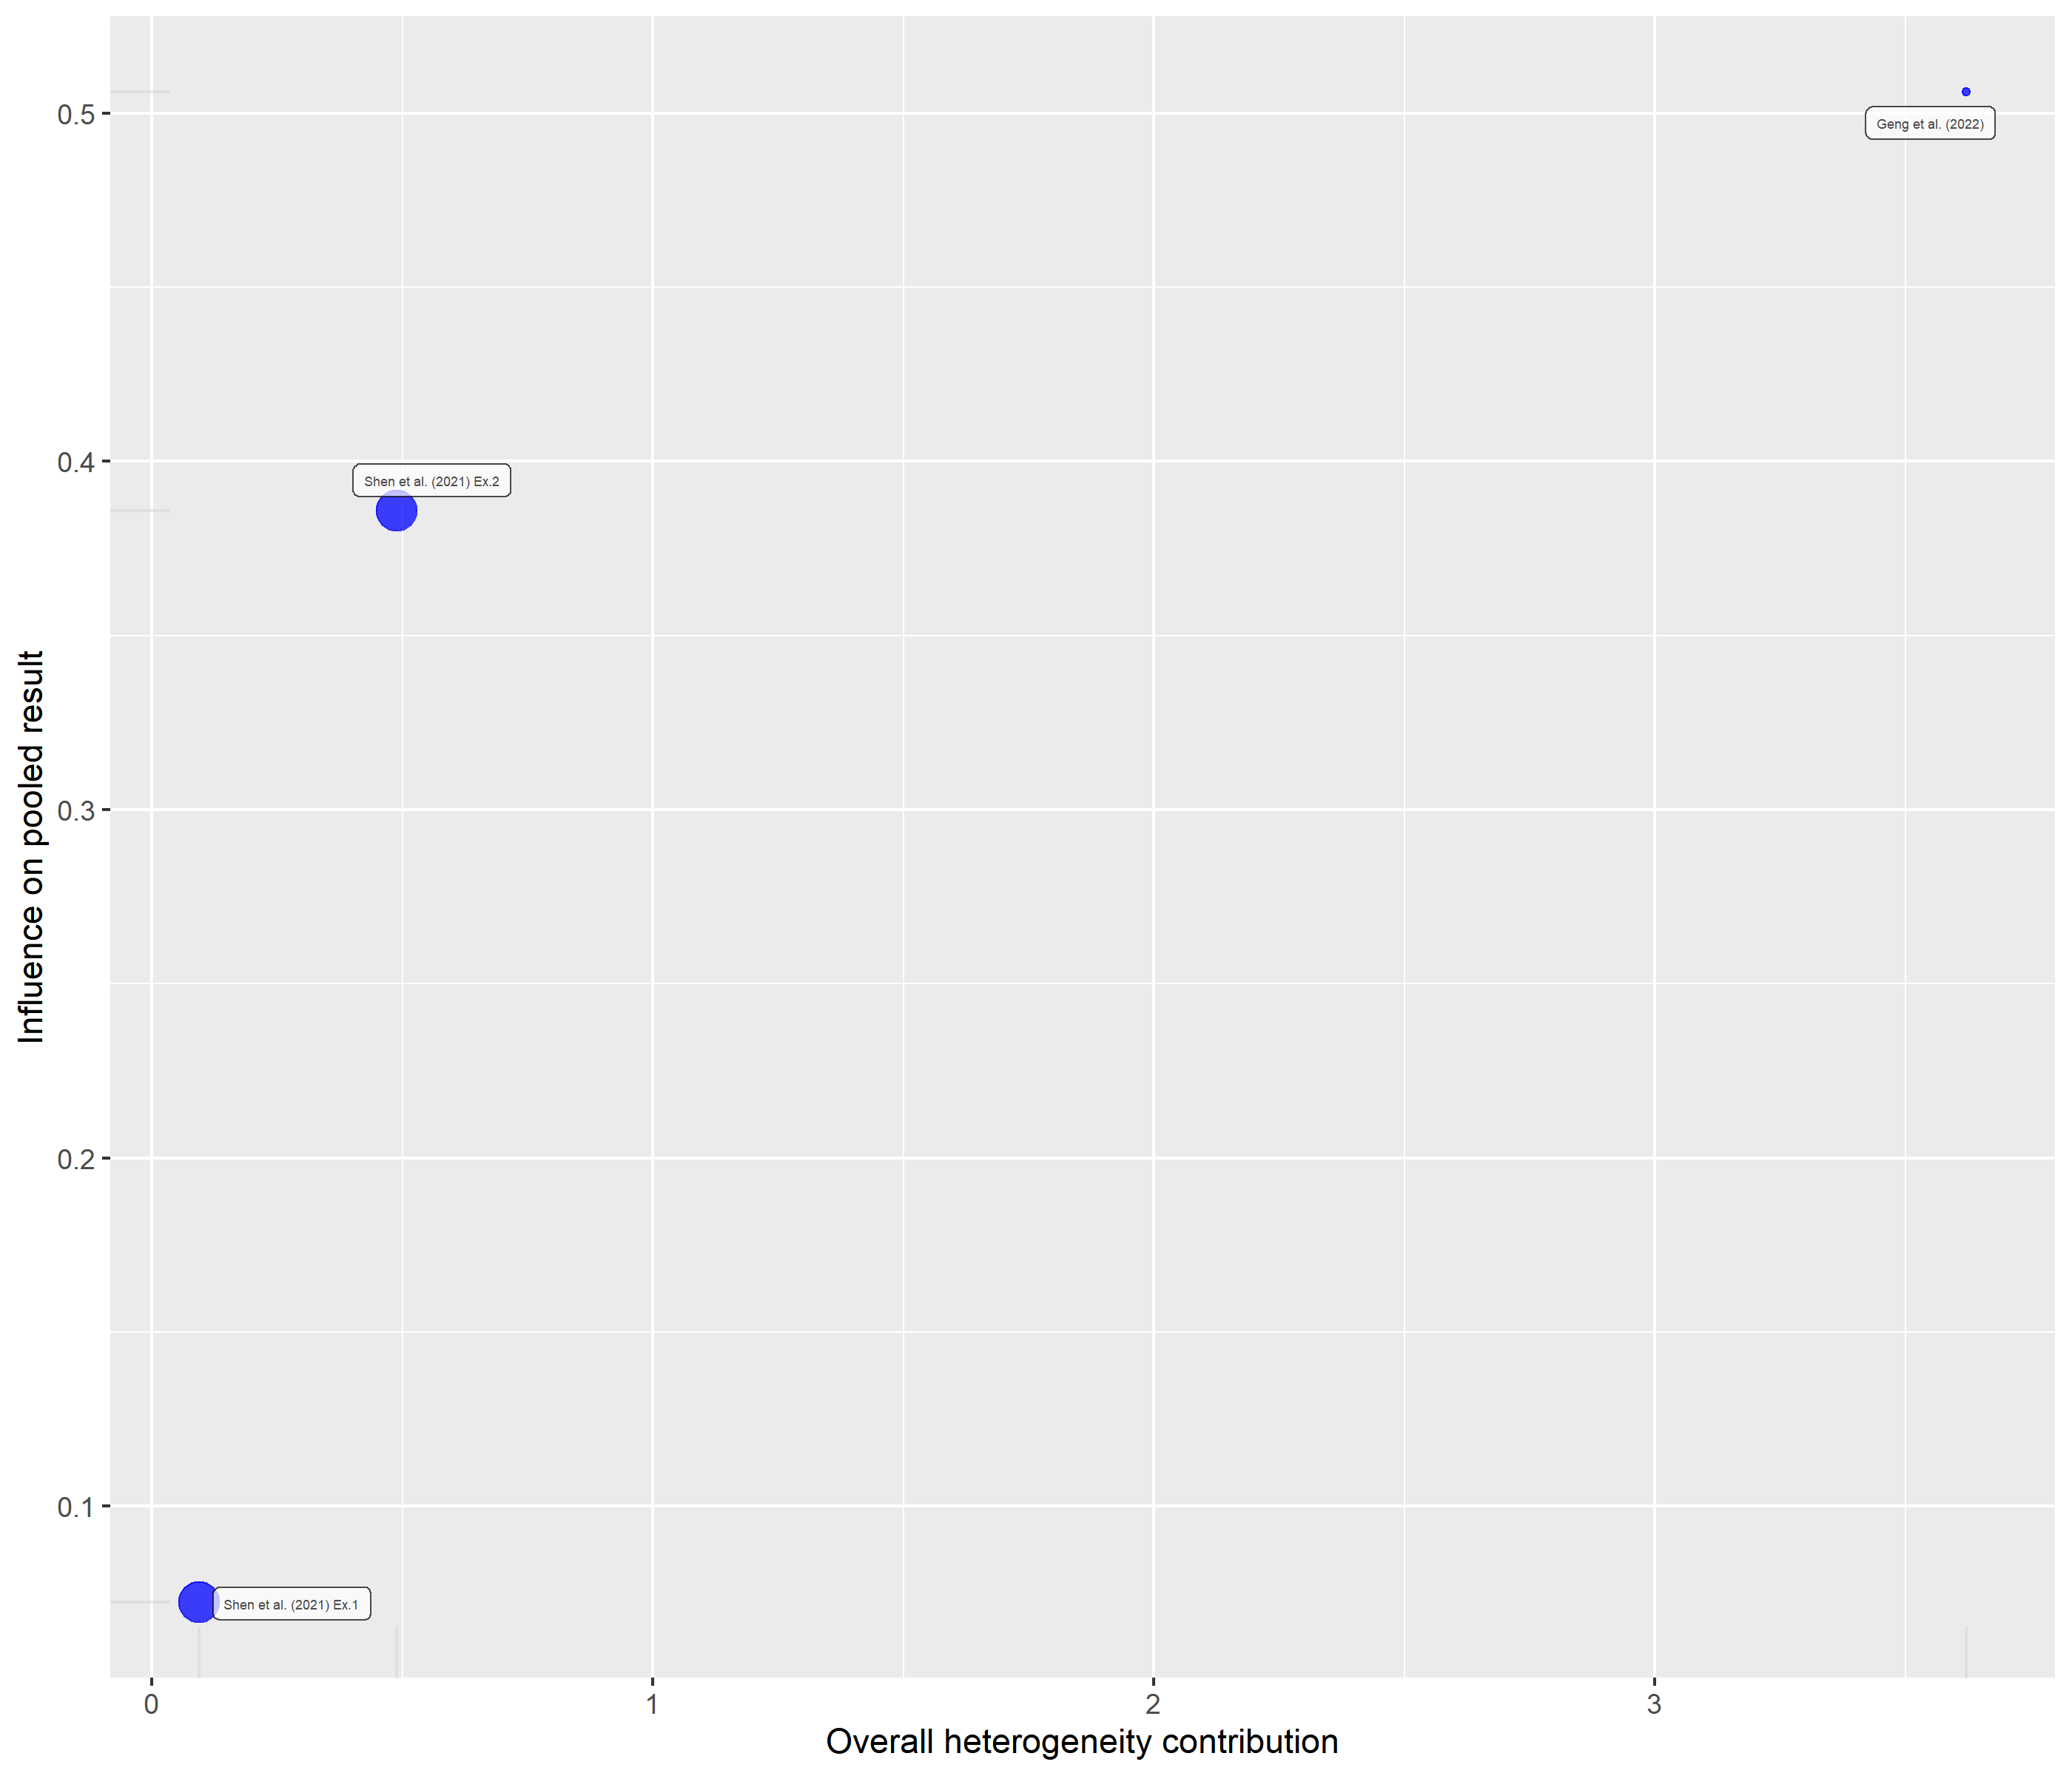 0.5
Geng et al. (2022)
0.4
Shen et al. (2021) Ex.2
Influence on pooled result
0.3
0.2
0.1
Shen et al. (2021) Ex.1
0 1 2 3
Overall heterogeneity contribution